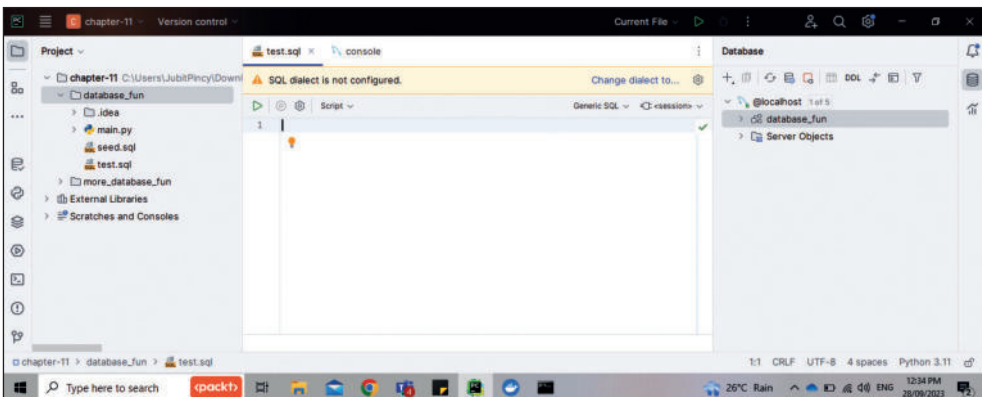 C chapter-11 Version control Current File
Project
test.sql console
Database
chapter-11 C:\Users\JubitPincy\Downl
SQL dialect is not configured. Change dialect to...
DDL
database_fun
Script Generic SQL <session>
@localhost 1 of 5
.idea
1
database_fun
main.py
Server Objects
seed.sql
test.sql
more_database_fun
External Libraries
Scratches and Consoles
chapter-11 > database_fun > test.sql 1:1 CRLF UTF-8 4 spaces Python 3.11
Type here to search <packt> 26°C Rain ENG 12:34 PM
28/09/2023
2